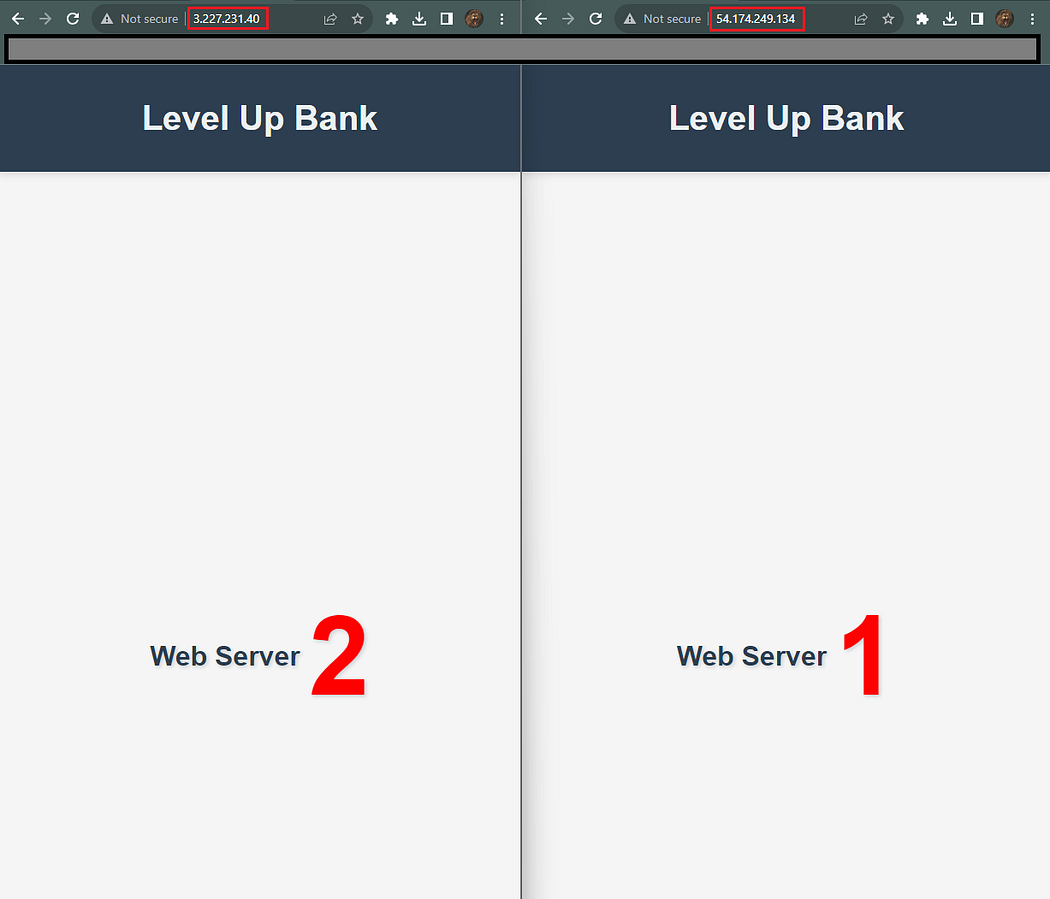 Not secure 3.227.231.40
Level Up Bank
Web Server 2
Not secure 54.174.249.134
Level Up Bank
Web Server 1